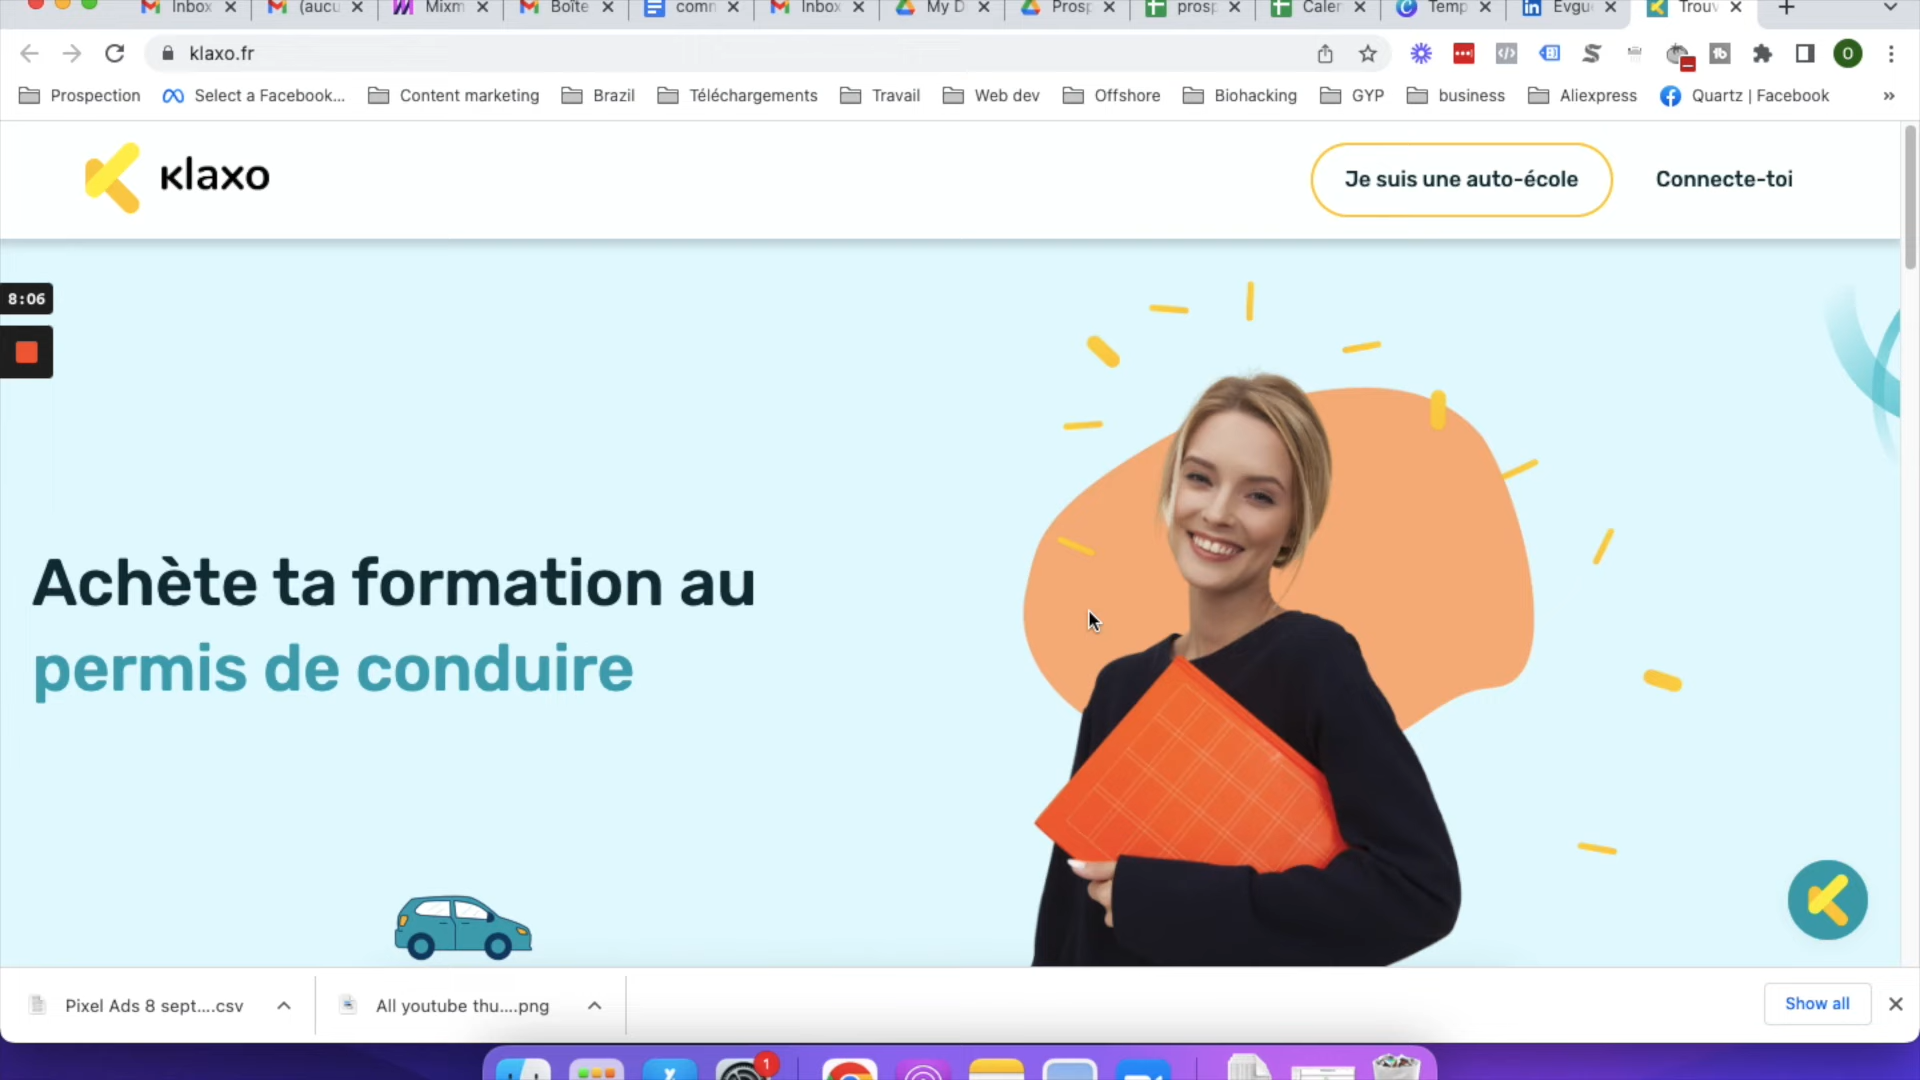 Inbox
(aucu
Mixm
Boîte
comn
Inbox
My D
Prosp
prosp
Caler
Temp
Evgue
Trouv
klaxo.fr
O
Prospection
Select a Facebook...
Content marketing
Brazil
Téléchargements
Travail
Web dev
Offshore
Biohacking
GYP
business
Aliexpress
Quartz | Facebook
»
klaxo
Je suis une auto-école
Connecte-toi
8:06
Achète ta formation au
permis de conduire
Pixel Ads 8 sept....csv
All youtube thu....png
Show all
1